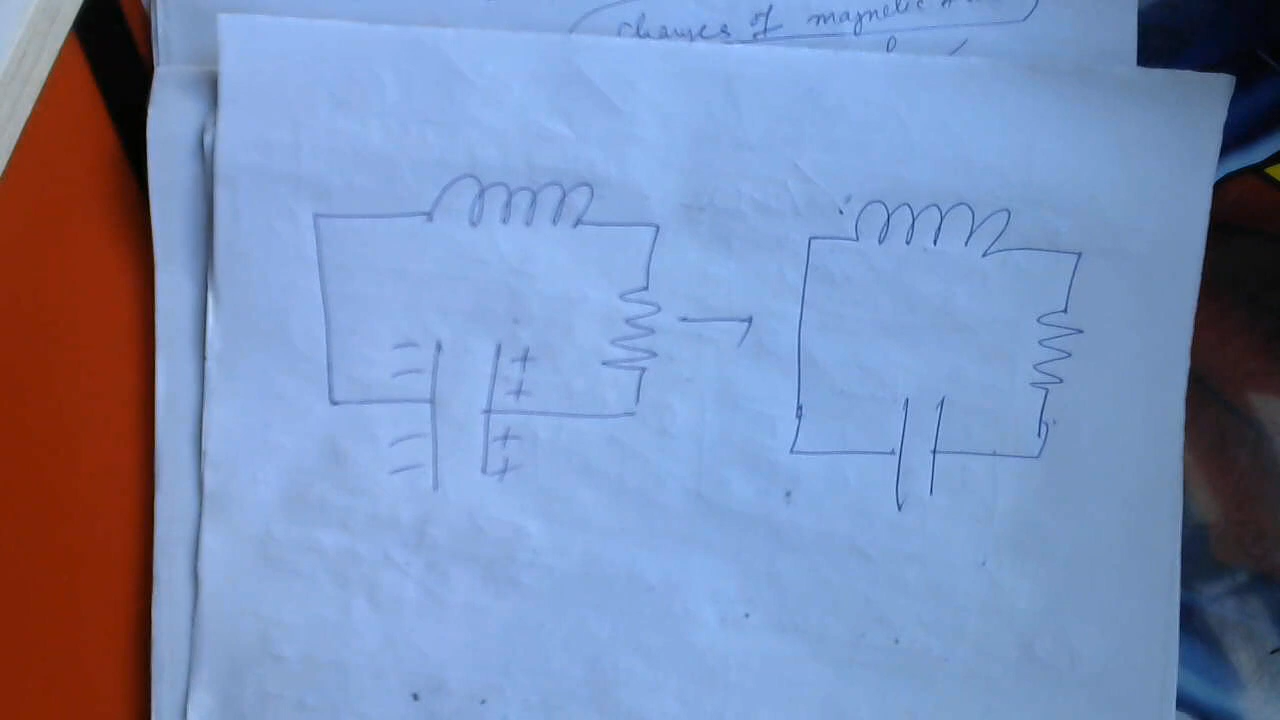 changes of magnetic
- +
- +
- +
- +